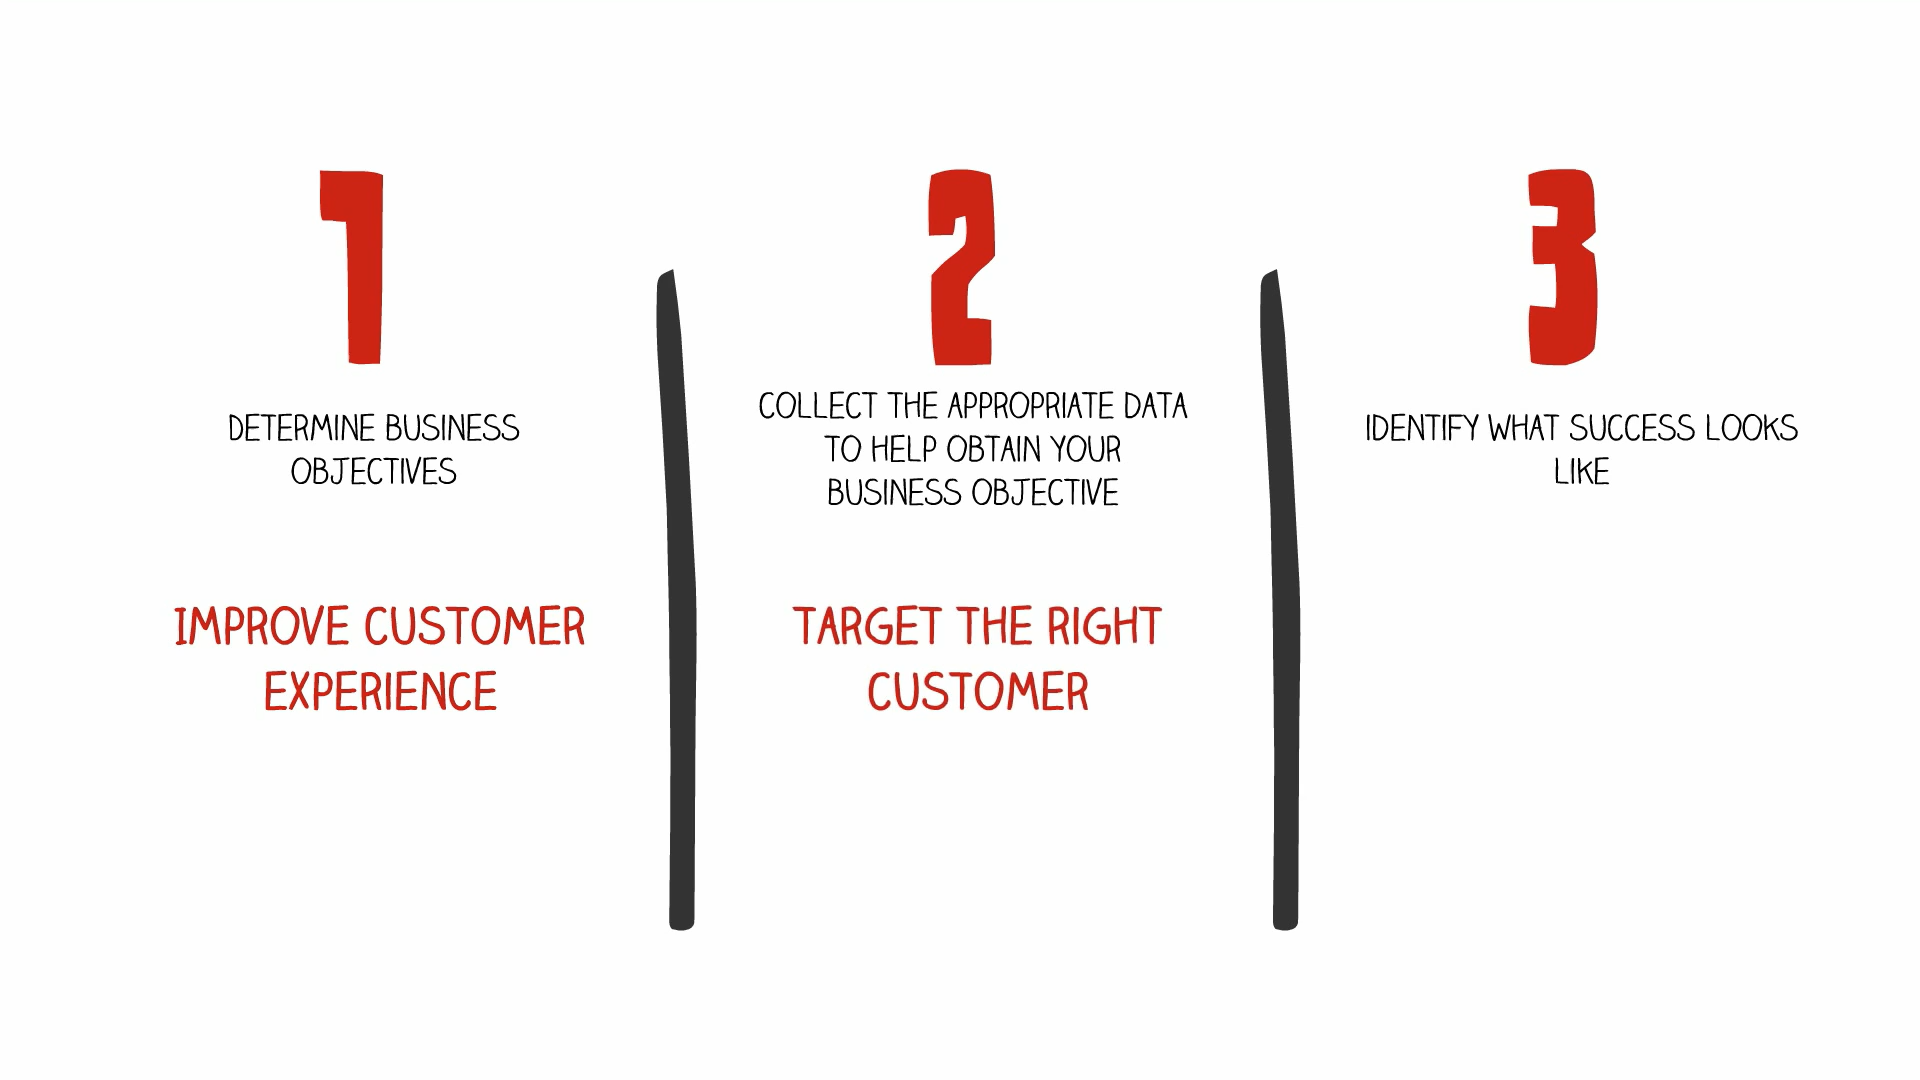 1
DETERMINE BUSINESS
OBJECTIVES
IMPROVE CUSTOMER
EXPERIENCE
2
COLLECT THE APPROPRIATE DATA
TO HELP OBTAIN YOUR
BUSINESS OBJECTIVE
TARGET THE RIGHT
CUSTOMER
3
IDENTIFY WHAT SUCCESS LOOKS
LIKE